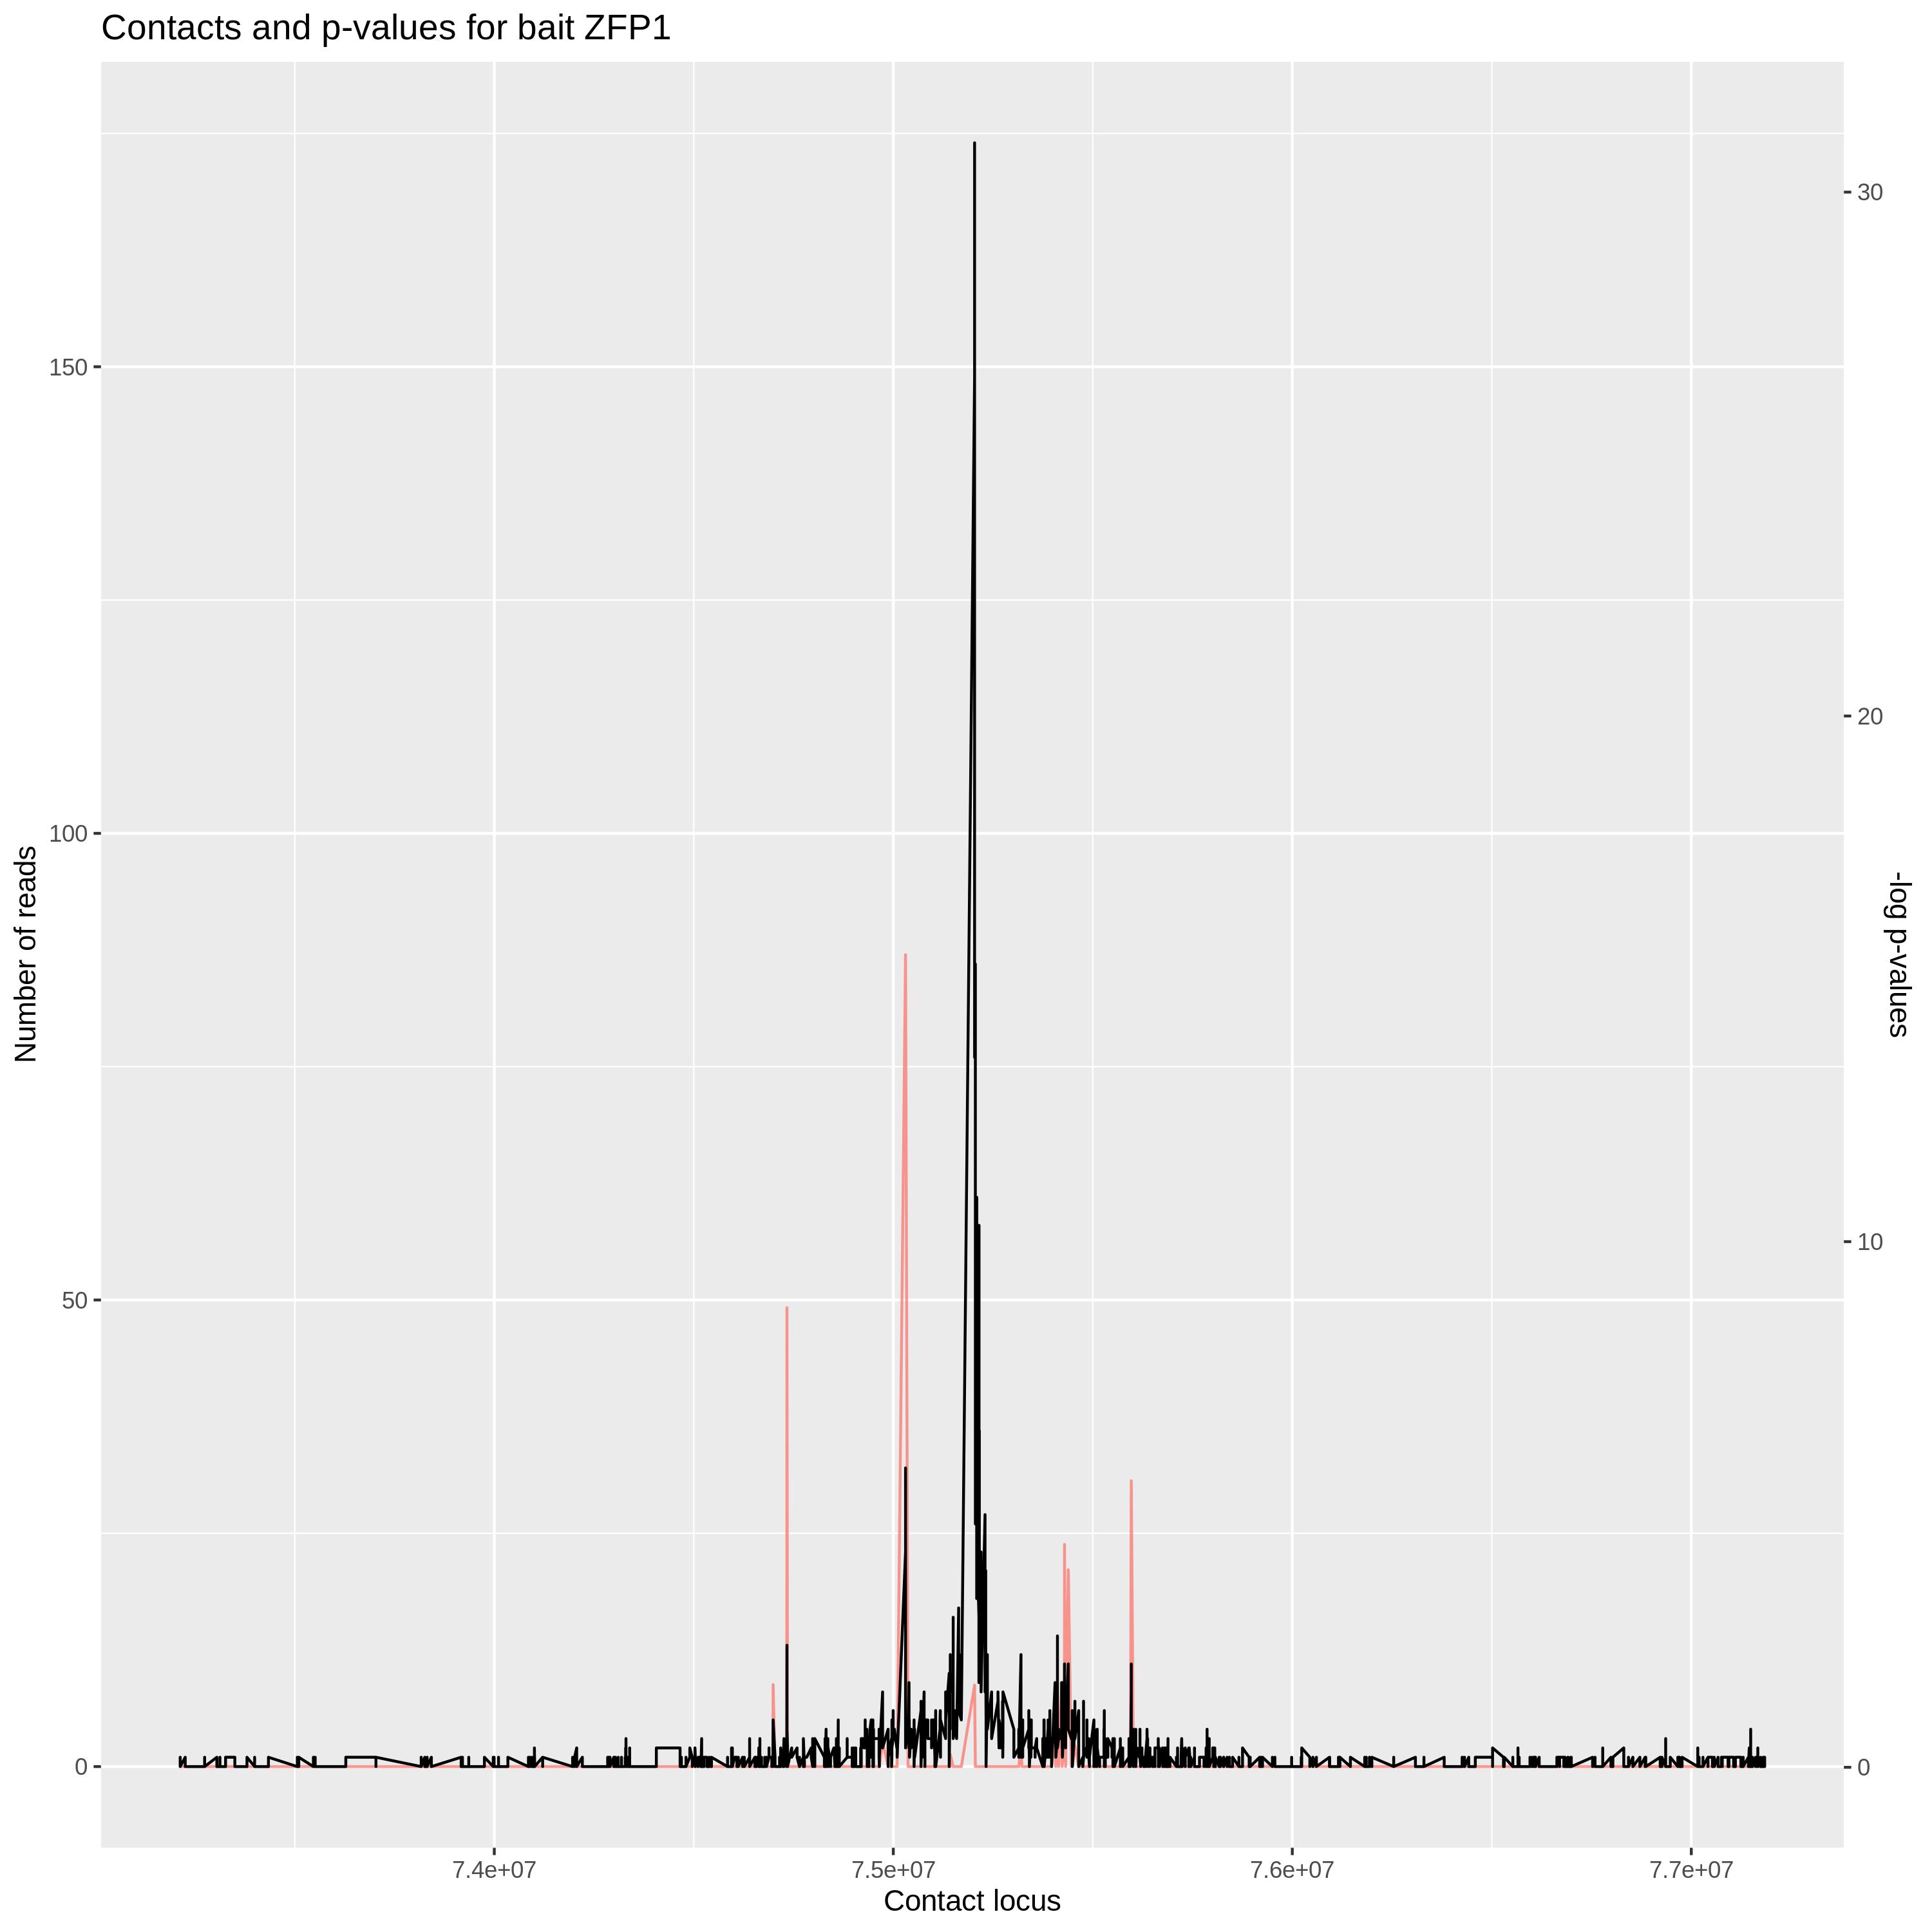 Contacts and p-values for bait ZFP1
Number of reads
150
100
50
0
30
20
10
0
-log p-values
7.4e+07
7.5e+07
7.6e+07
7.7e+07
Contact locus